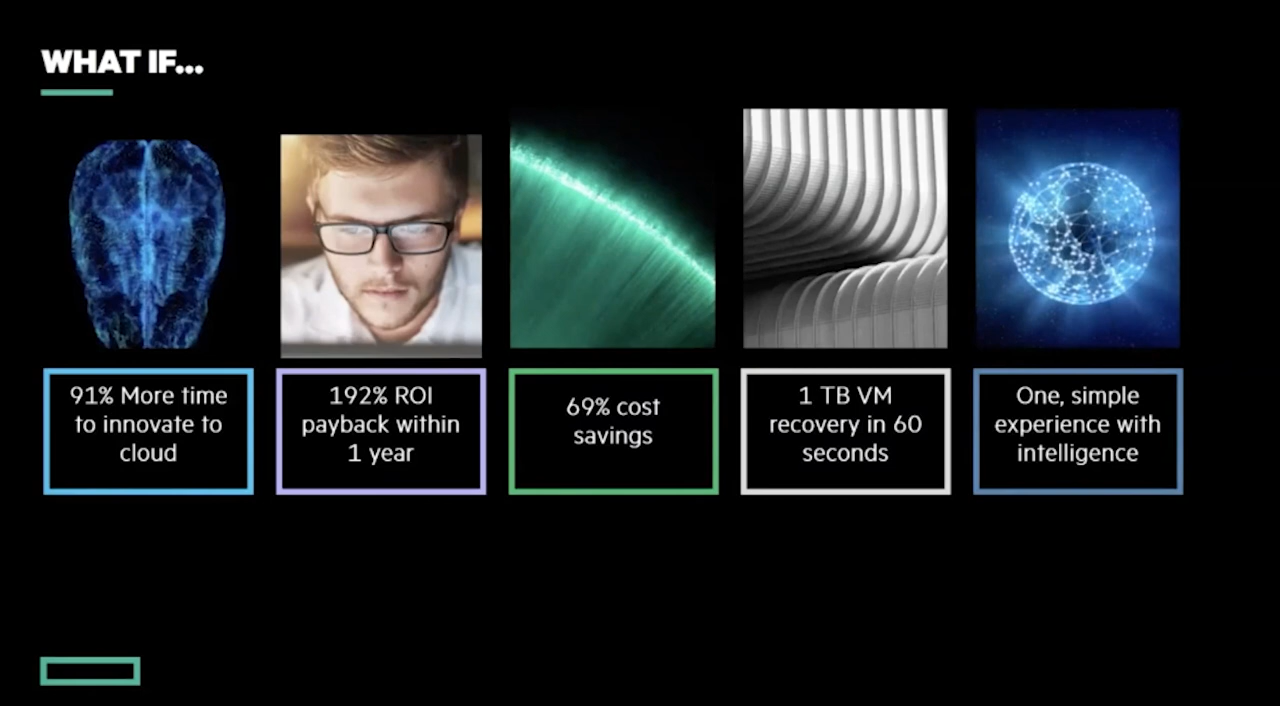 WHAT IF...
91% More time
to innovate to
cloud
192% ROI
payback within
1 year
69% cost
savings
1 TB VM
recovery in 60
seconds
One, simple
experience with
intelligence